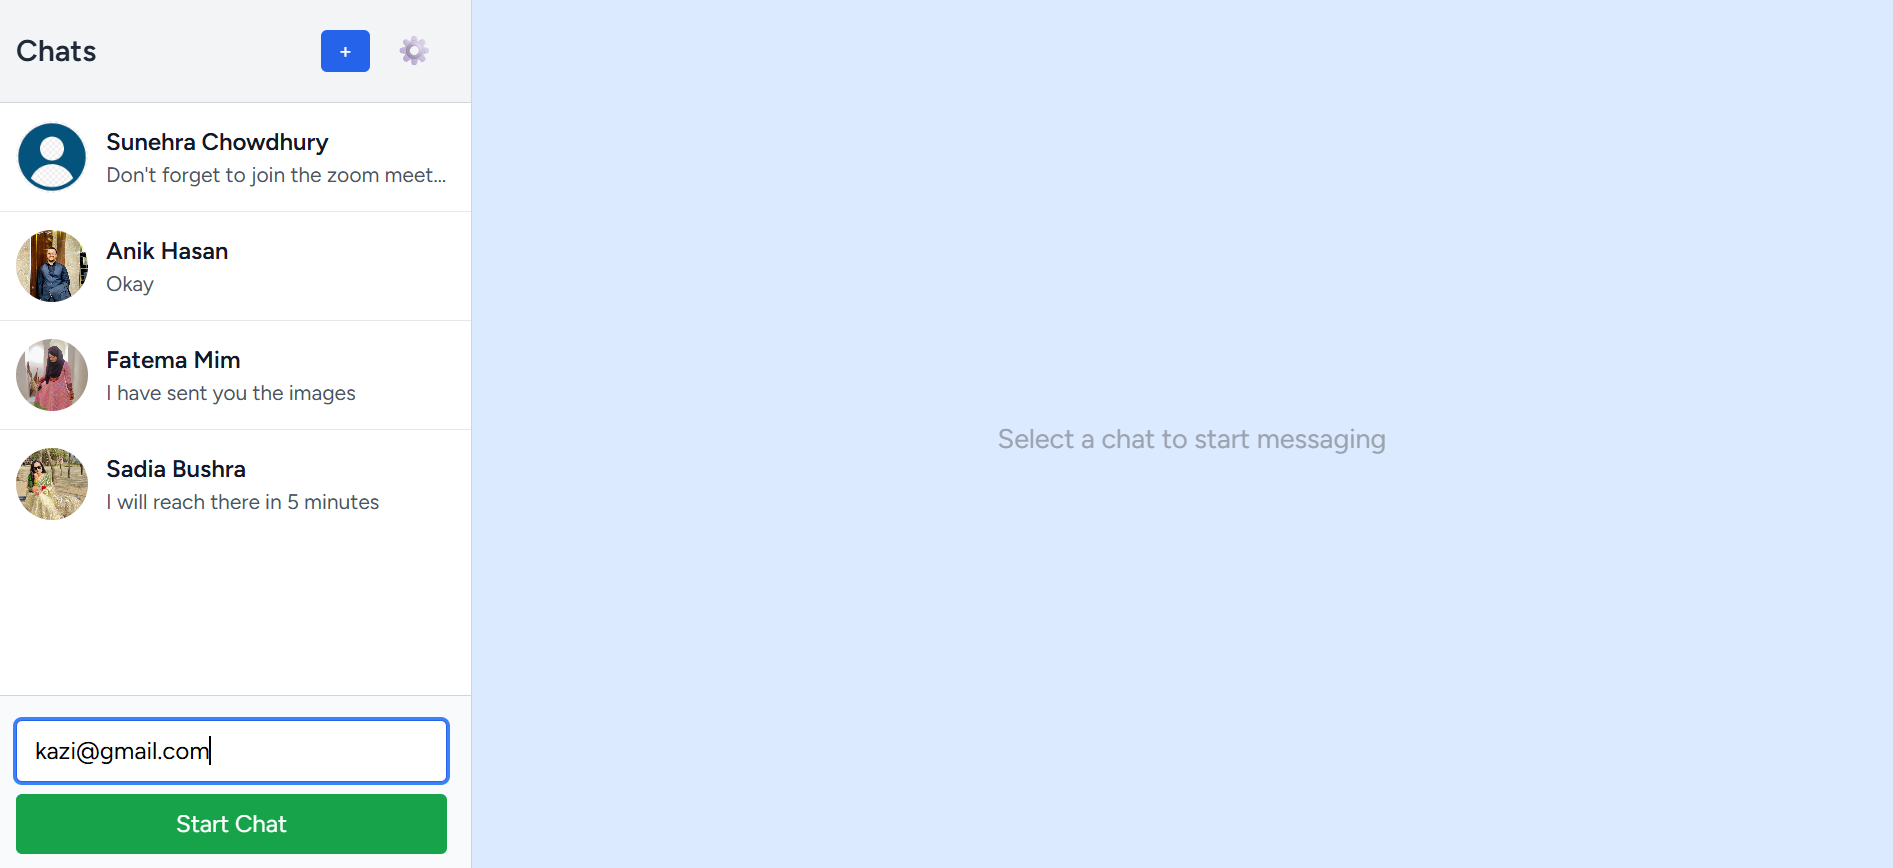 Chats
+
Sunehra Chowdhury
Don't forget to join the zoom meet...
Anik Hasan
Okay
Fatema Mim
I have sent you the images
Sadia Bushra
I will reach there in 5 minutes
Select a chat to start messaging
kazi@gmail.com
Start Chat